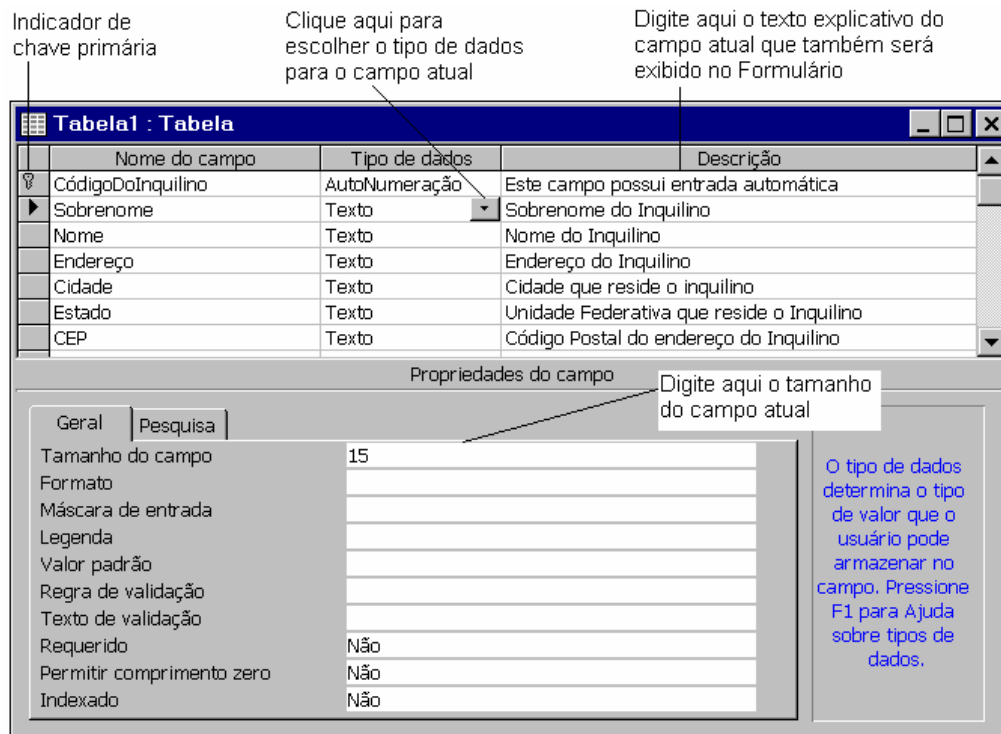 Indicador de
chave primária
Clique aqui para
escolher o tipo de dados
para o campo atual
Digite aqui o texto explicativo do
campo atual que também será
exibido no Formulário
Tabela1 : Tabela
Nome do campo Tipo de dados Descrição
CódigoDoInquilino AutoNumeração Este campo possui entrada automática
Sobrenome Texto Sobrenome do Inquilino
Nome Texto Nome do Inquilino
Endereço Texto Endereço do Inquilino
Cidade Texto Cidade que reside o inquilino
Estado Texto Unidade Federativa que reside o Inquilino
CEP Texto Código Postal do endereço do Inquilino
Propriedades do campo
Digite aqui o tamanho
do campo atual
Geral Pesquisa
Tamanho do campo 15
Formato
Máscara de entrada
Legenda
Valor padrão
Regra de validação
Texto de validação
Requerido Não
Permitir comprimento zero Não
Indexado Não
O tipo de dados
determina o tipo
de valor que o
usuário pode
armazenar no
campo. Pressione
F1 para Ajuda
sobre tipos de
dados.